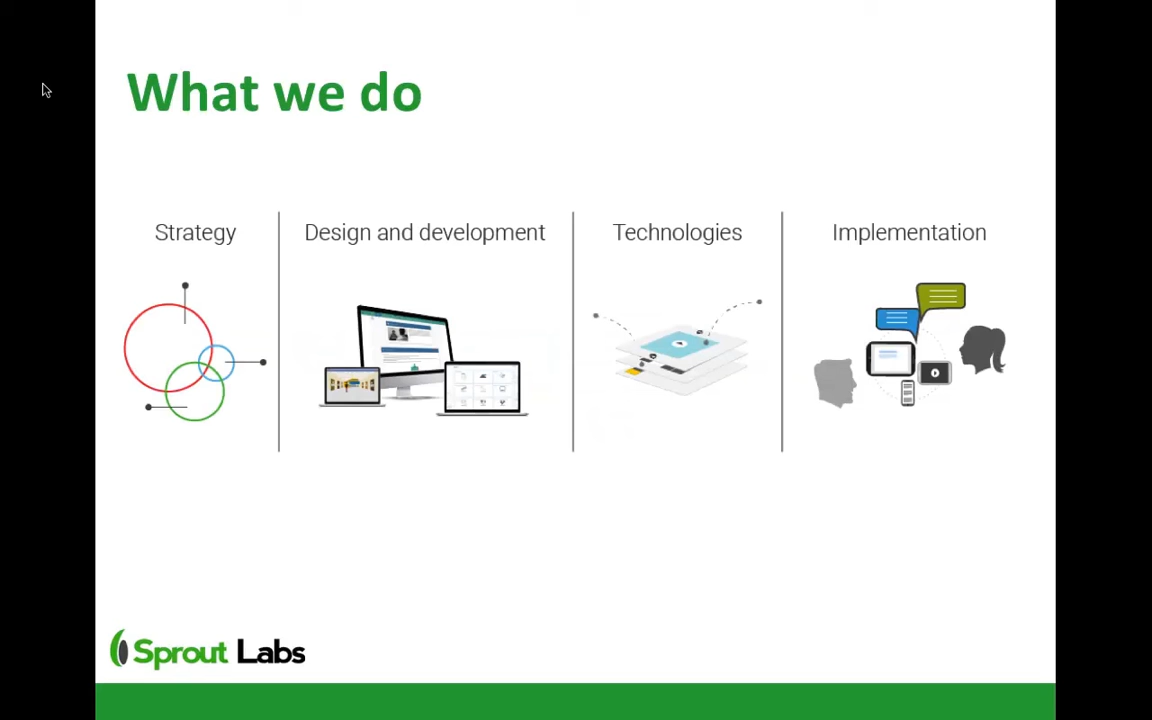 What we do
Strategy
Design and development
Technologies
Implementation
Sprout Labs